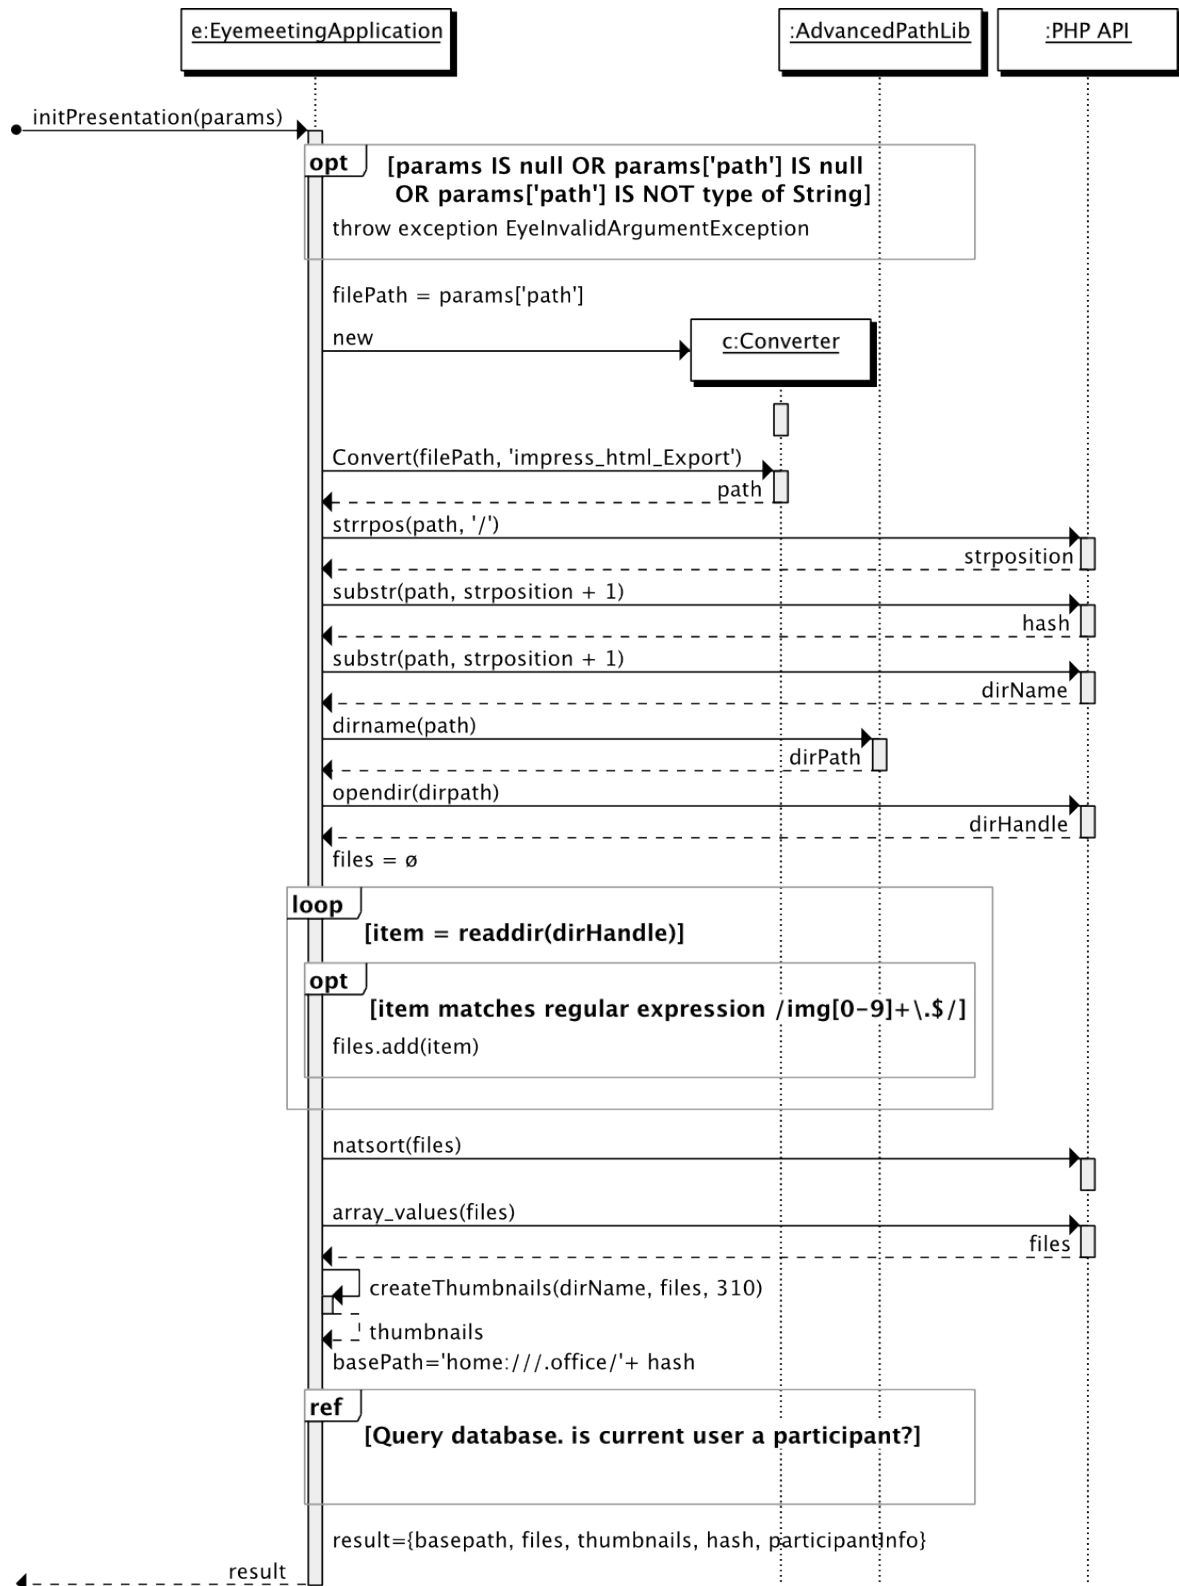 e:EyemeetingApplication
:AdvancedPathLib
:PHP API
initPresentation(params)
opt
[params IS null OR params['path'] IS null
OR params['path'] IS NOT type of String]
throw exception EyeInvalidArgumentException
filePath = params['path']
new
c:Converter
Convert(filePath, 'impress_html_Export')
path
strrpos(path, '/')
strposition
substr(path, strposition + 1)
hash
substr(path, strposition + 1)
dirName
dirname(path)
dirPath
opendir(dirpath)
dirHandle
files = ø
loop
[item = readdir(dirHandle)]
opt
[item matches regular expression /img[0-9]+\.$/]
files.add(item)
natsort(files)
array_values(files)
files
createThumbnails(dirName, files, 310)
thumbnails
basePath='home:///.office/'+ hash
ref
[Query database. is current user a participant?]
result={basepath, files, thumbnails, hash, participantInfo}
result